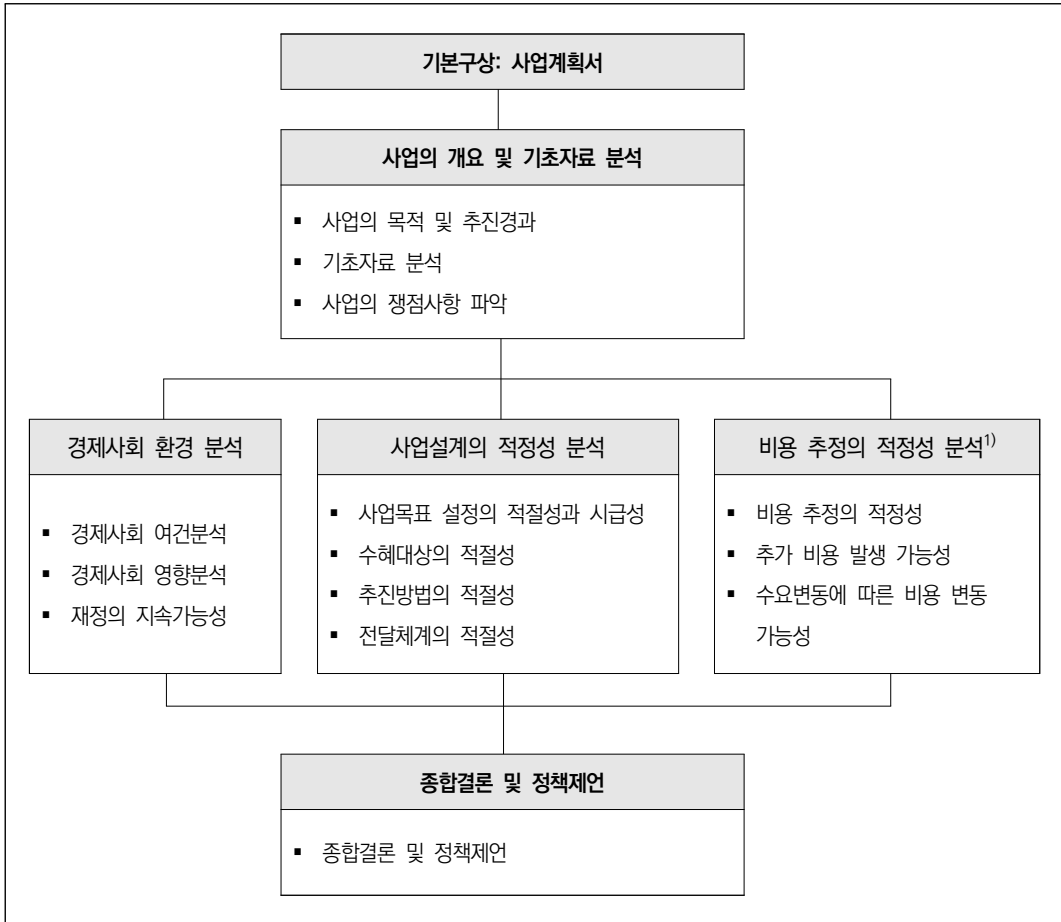 기본구상: 사업계획서
사업의 개요 및 기초자료 분석
▪ 사업의 목적 및 추진경과
▪ 기초자료 분석
▪ 사업의 쟁점사항 파악
경제사회 환경 분석
▪ 경제사회 여건분석
▪ 경제사회 영향분석
▪ 재정의 지속가능성
사업설계의 적정성 분석
▪ 사업목표 설정의 적절성과 시급성
▪ 수혜대상의 적절성
▪ 추진방법의 적절성
▪ 전달체계의 적절성
비용 추정의 적정성 분석1)
▪ 비용 추정의 적정성
▪ 추가 비용 발생 가능성
▪ 수요변동에 따른 비용 변동
가능성
종합결론 및 정책제언
▪ 종합결론 및 정책제언